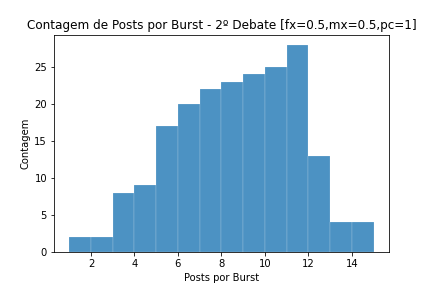 Contagem de Posts por Burst - 2º Debate [fx=0.5,mx=0.5,pc=1]
25
20
15
10
5
0
Contagem
2 4 6 8 10 12 14
Posts por Burst